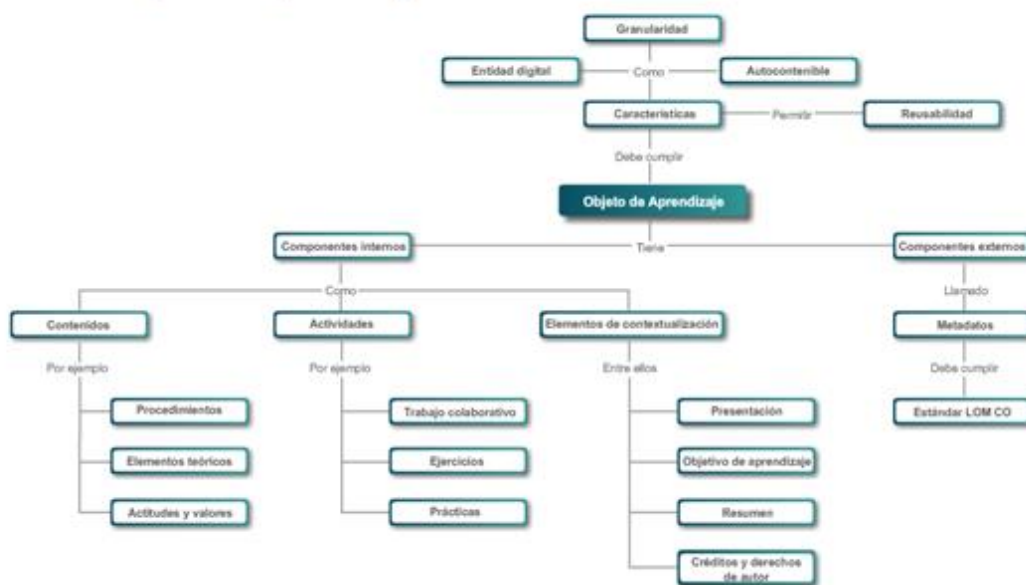 Granularidad
Entidad digital
Como
Autocontenible
Características
Permitir
Reusabilidad
Debe cumplir
Objeto de Aprendizaje
Componentes internos
Tiene
Componentes externos
Como
Llamado
Contenidos
Actividades
Elementos de contextualización
Metadatos
Por ejemplo
Por ejemplo
Entre ellos
Debe cumplir
Procedimientos
Trabajo colaborativo
Presentación
Estándar LOM CO
Elementos teóricos
Ejercicios
Objetivo de aprendizaje
Actitudes y valores
Prácticas
Resumen
Créditos y derechos
de autor